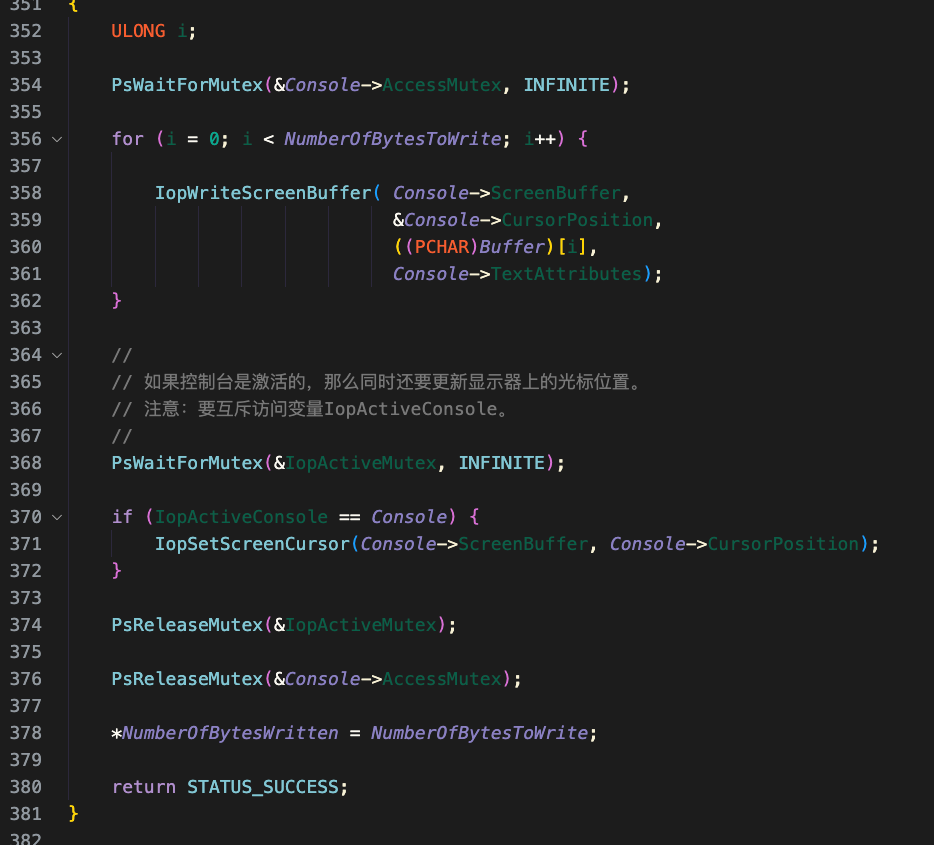 351 {
352     ULONG i;
353
354     PsWaitForMutex(&Console->AccessMutex, INFINITE);
355
356     for (i = 0; i < NumberOfBytesToWrite; i++) {
357
358         IopWriteScreenBuffer( Console->ScreenBuffer,
359                               &Console->CursorPosition,
360                               ((PCHAR)Buffer)[i],
361                               Console->TextAttributes);
362     }
363
364     //
365     // 如果控制台是激活的，那么同时还要更新显示器上的光标位置。
366     // 注意：要互斥访问变量IopActiveConsole。
367     //
368     PsWaitForMutex(&IopActiveMutex, INFINITE);
369
370     if (IopActiveConsole == Console) {
371         IopSetScreenCursor(Console->ScreenBuffer, Console->CursorPosition);
372     }
373
374     PsReleaseMutex(&IopActiveMutex);
375
376     PsReleaseMutex(&Console->AccessMutex);
377
378     *NumberOfBytesWritten = NumberOfBytesToWrite;
379
380     return STATUS_SUCCESS;
381 }
382